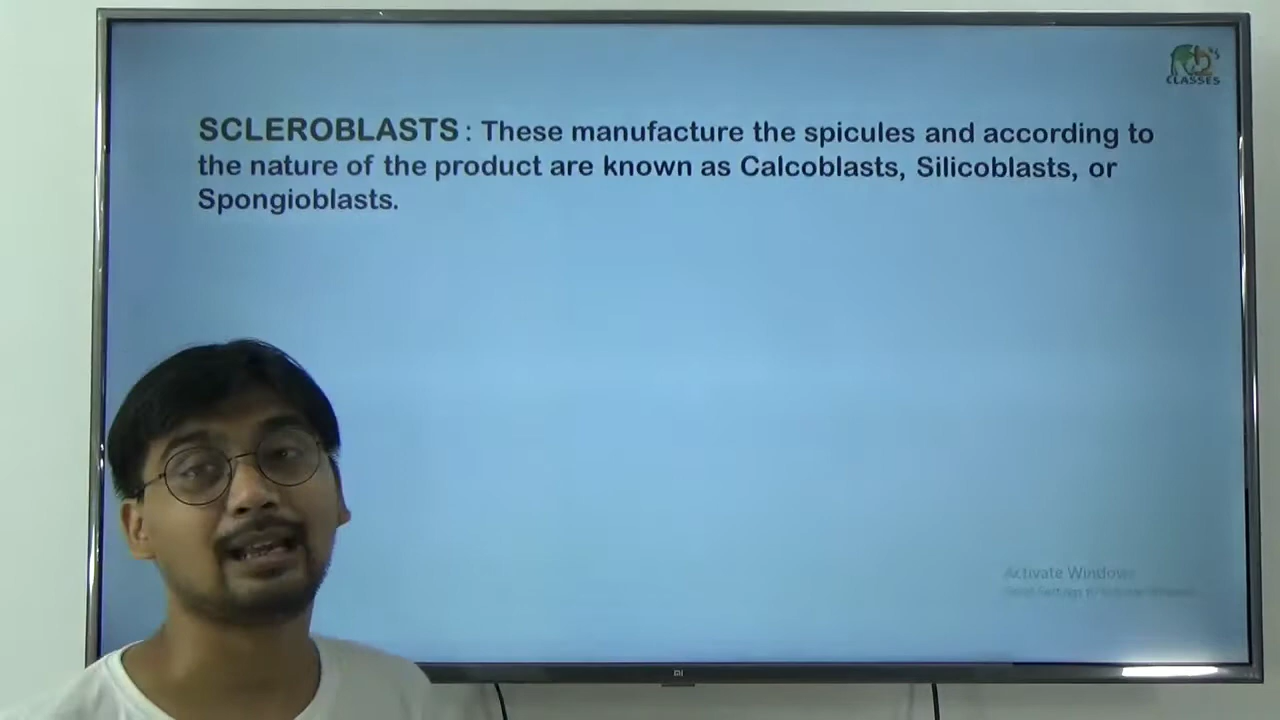 CLASSES
SCLEROBLASTS : These manufacture the spicules and according to
the nature of the product are known as Calcoblasts, Silicoblasts, or
Spongioblasts.
Activate Windows
MI